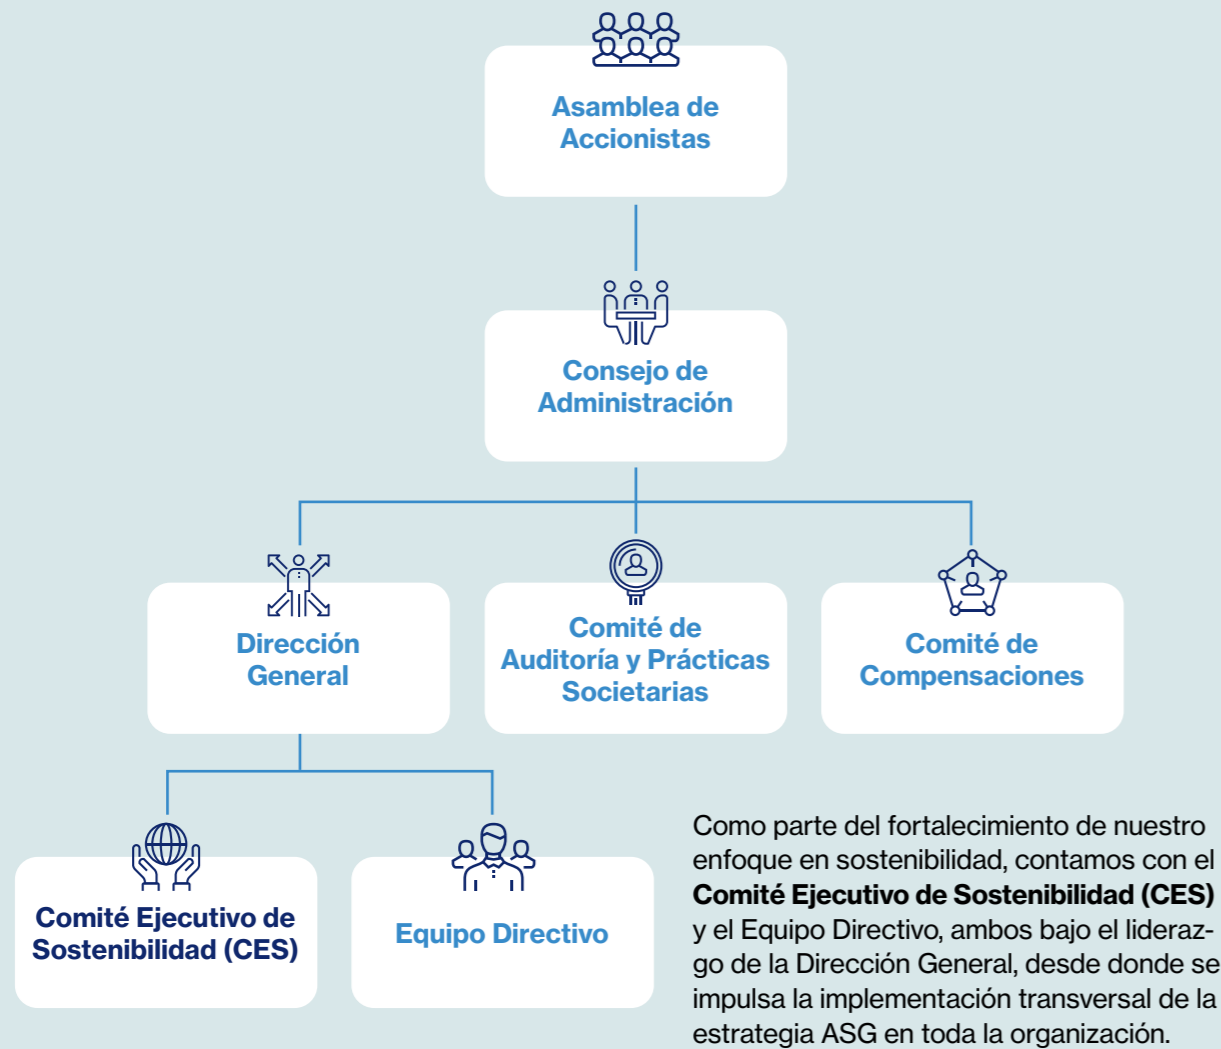 Asamblea de
Accionistas
Consejo de
Administración
Dirección
General
Comité de
Auditoría y Prácticas
Societarias
Comité de
Compensaciones
Comité Ejecutivo de
Sostenibilidad (CES)
Equipo Directivo
Como parte del fortalecimiento de nuestro
enfoque en sostenibilidad, contamos con el
Comité Ejecutivo de Sostenibilidad (CES)
y el Equipo Directivo, ambos bajo el lideraz-
go de la Dirección General, desde donde se
impulsa la implementación transversal de la
estrategia ASG en toda la organización.